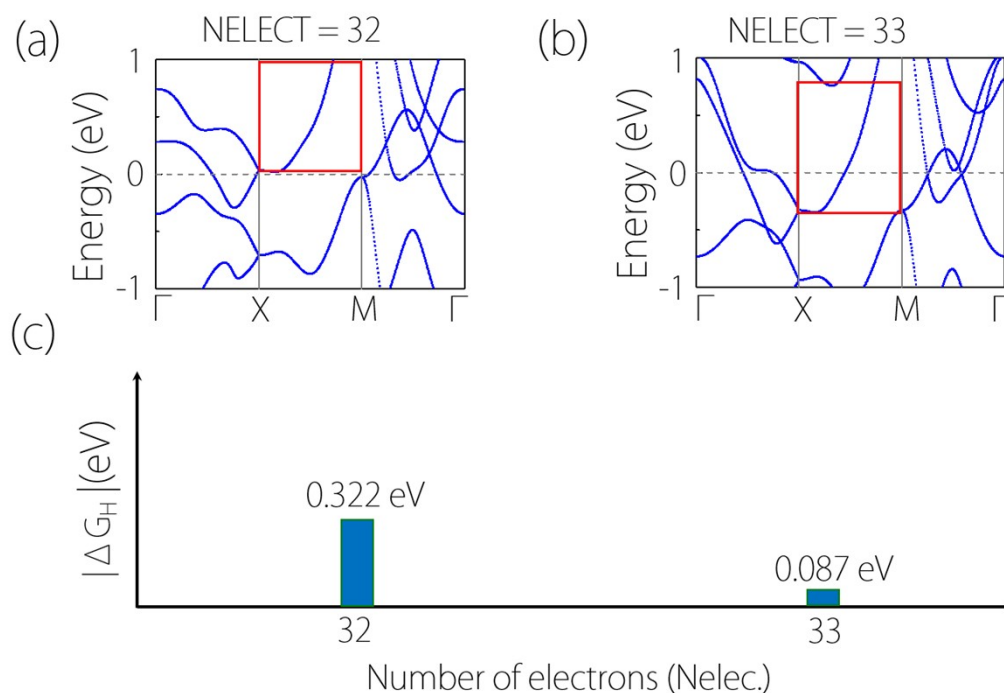 (a)
NELECT = 32
Energy (eV)
1
0
-1
Γ X M Γ
(b)
NELECT = 33
Energy (eV)
1
0
-1
Γ X M Γ
(c)
|ΔG_H|(eV)
0.322 eV
0.087 eV
32
33
Number of electrons (Nelec.)